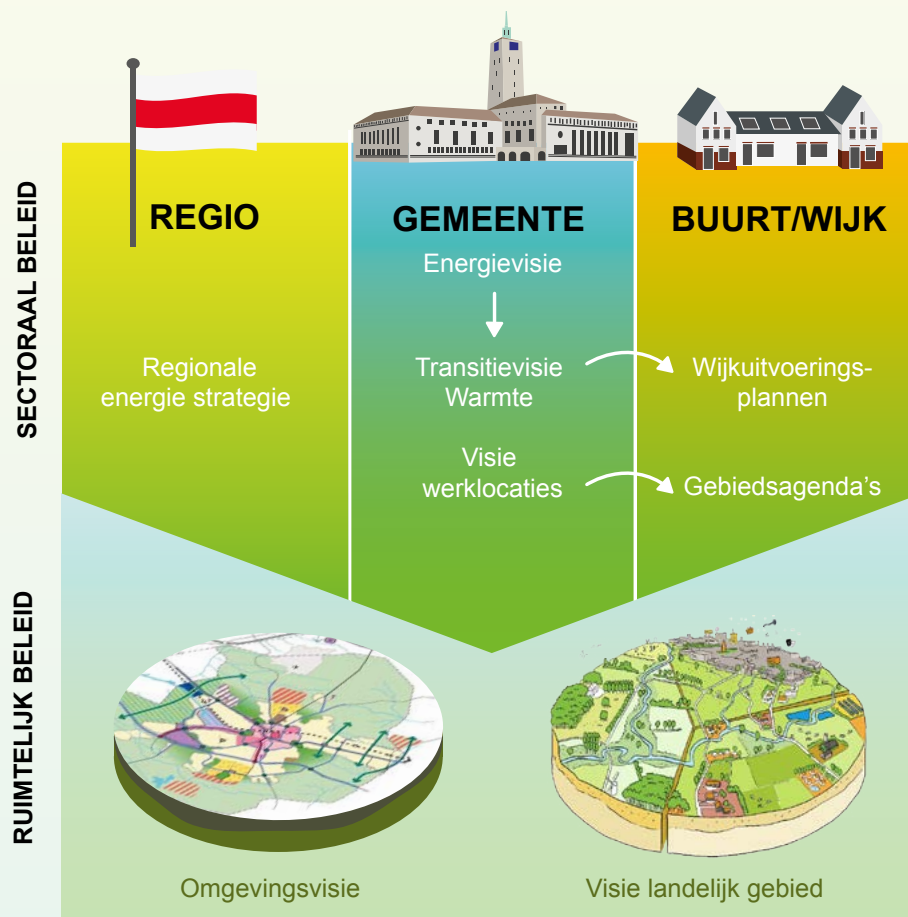 SECTORAAL BELEID
REGIO
GEMEENTE
BUURT/WIJK
Energievisie
Regionale
energie strategie
Transitievisie
Warmte
Wijkuitvoerings-
plannen
Visie
werklocaties
Gebiedsagenda's
RUIMTELIJK BELEID
Omgevingsvisie
Visie landelijk gebied